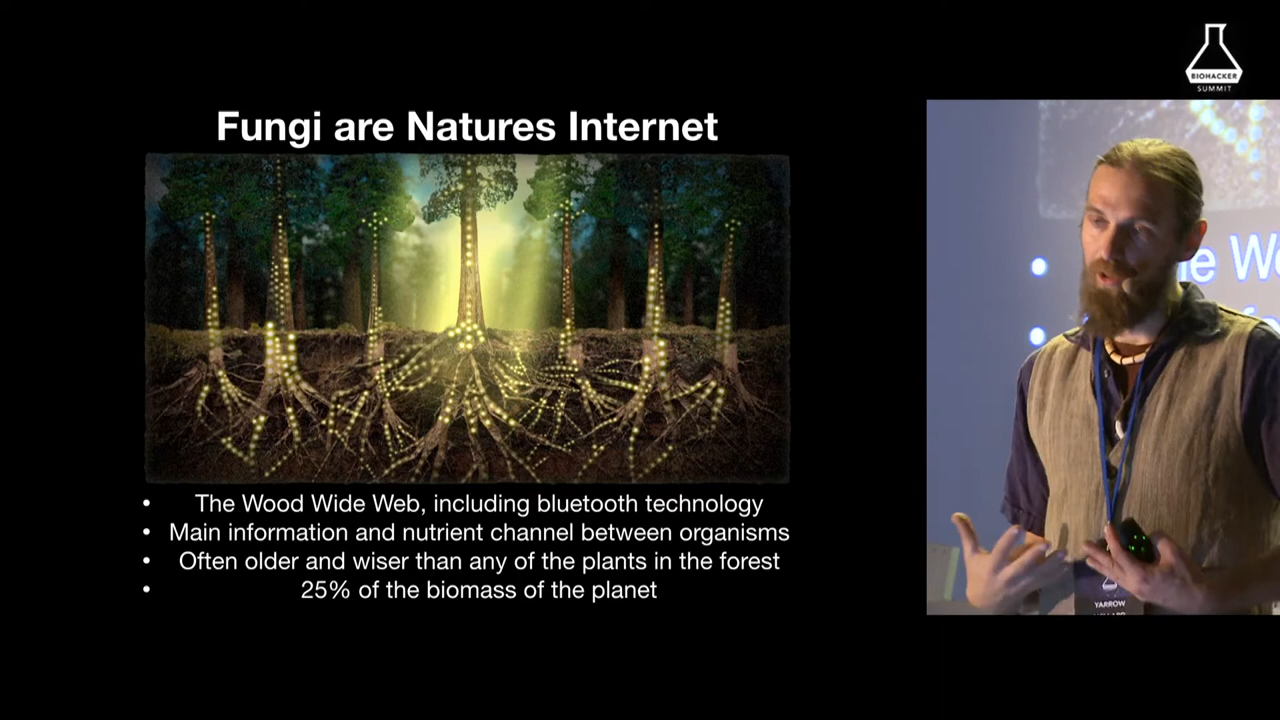 BIOHACKER
SUMMIT
Fungi are Natures Internet
• The Wood Wide Web, including bluetooth technology
• Main information and nutrient channel between organisms
• Often older and wiser than any of the plants in the forest
• 25% of the biomass of the planet
YARROW